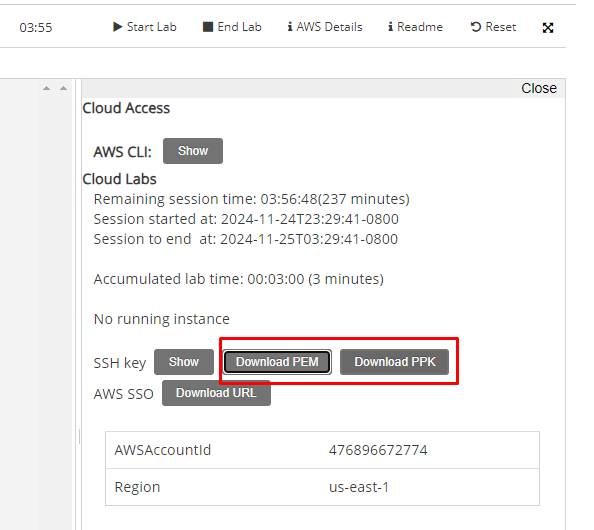 03:55 Start Lab End Lab AWS Details Readme Reset
Close
Cloud Access
AWS CLI: Show
Cloud Labs
Remaining session time: 03:56:48(237 minutes)
Session started at: 2024-11-24T23:29:41-0800
Session to end at: 2024-11-25T03:29:41-0800
Accumulated lab time: 00:03:00 (3 minutes)
No running instance
SSH key Show Download PEM Download PPK
AWS SSO Download URL
AWSAccountId 476896672774
Region us-east-1